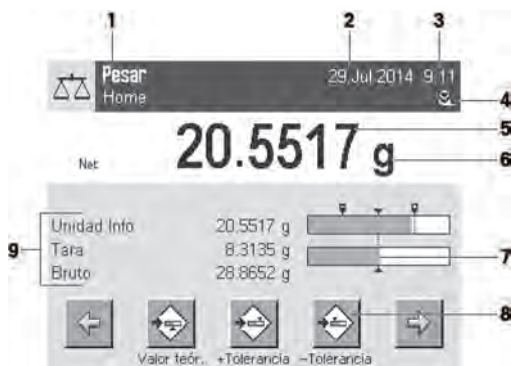 1 2 3
Pesar 29.Jul 2014 9:11
Home
4
5
Net 20.5517 g 6
Unidad Info 20.5517 g
9 Tara 8.3135 g 7
Bruto 28.8652 g
8
Valor teór.. +Tolerancia -Tolerancia